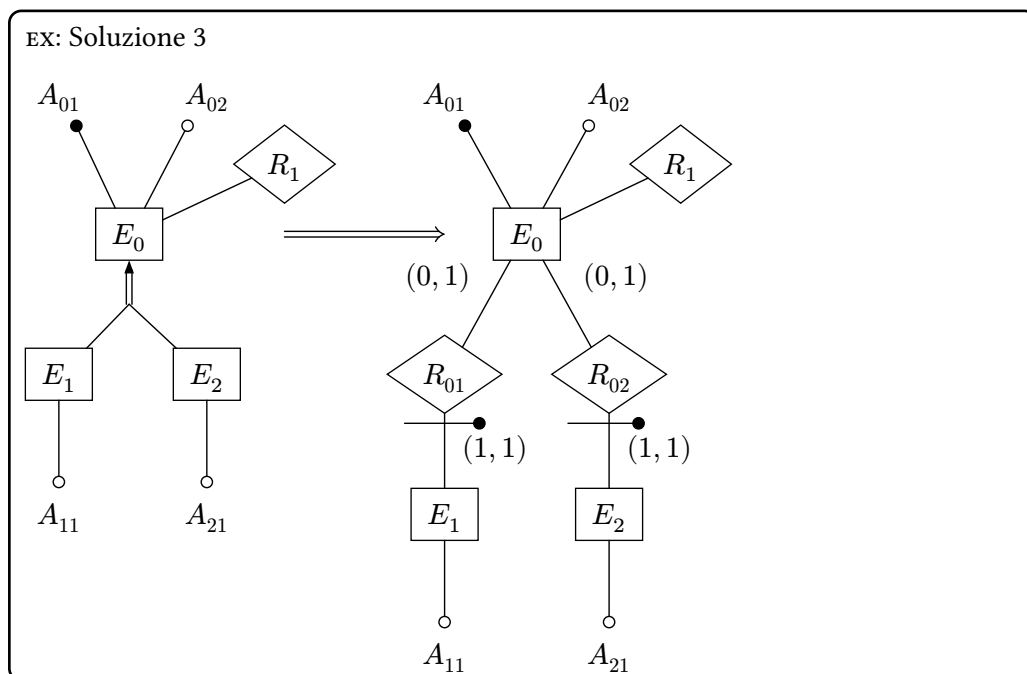 EX: Soluzione 3
A₀₁ A₀₂ A₀₁ A₀₂
R₁ R₁
E₀ E₀
(0, 1) (0, 1)
E₁ E₂ R₀₁ R₀₂
(1, 1) (1, 1)
A₁₁ A₂₁ E₁ E₂
A₁₁ A₂₁